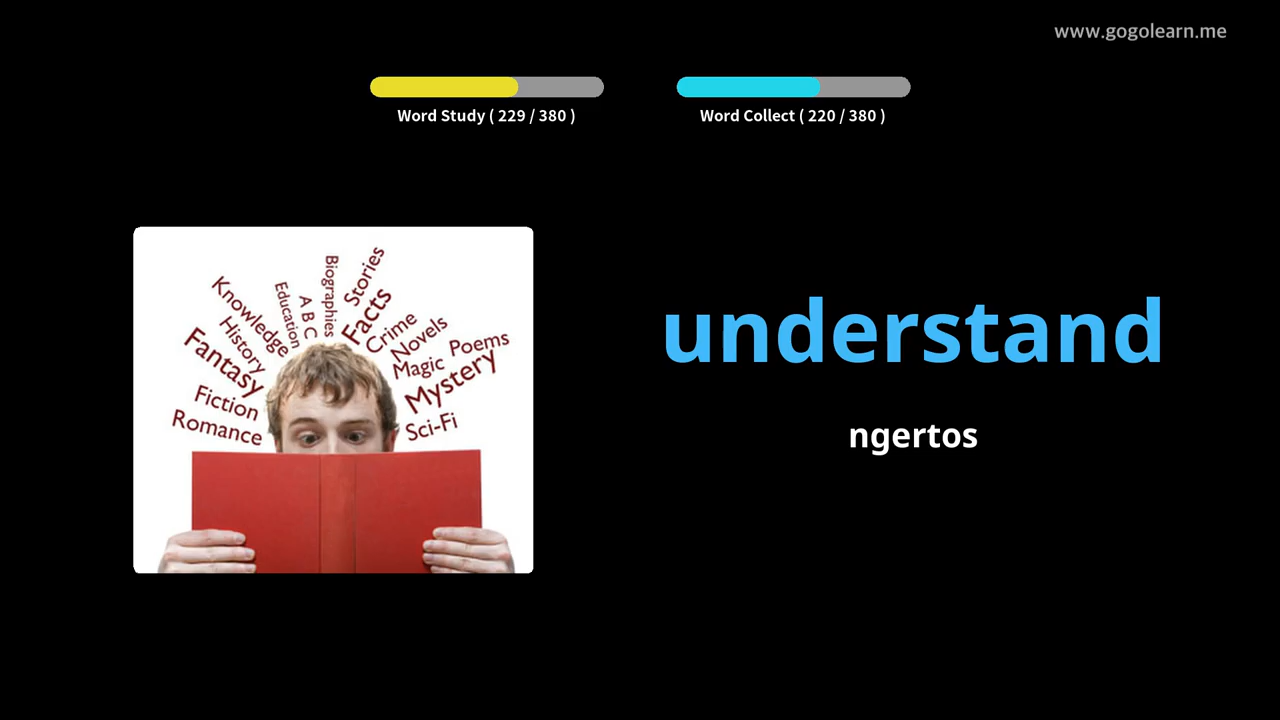 www.gogolearn.me
Word Study ( 229 / 380 )
Word Collect ( 220 / 380 )
Biographies
Stories
Education
A B C
Facts
Knowledge
Crime
History
Novels
Fantasy
Magic
Poems
Mystery
Fiction
Romance
Sci-Fi
understand
ngertos